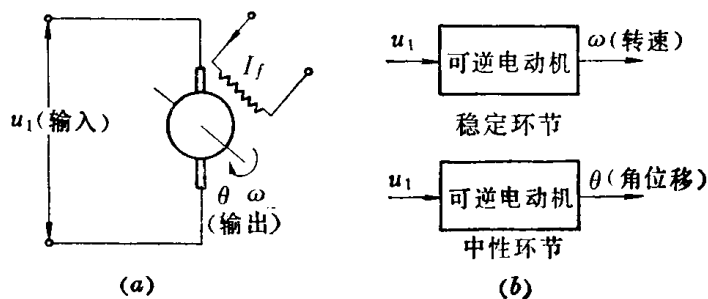 I_f
u₁(输入)
θ ω
(输出)
(a)
u₁
可逆电动机
ω(转速)
稳定环节
u₁
可逆电动机
θ(角位移)
中性环节
(b)